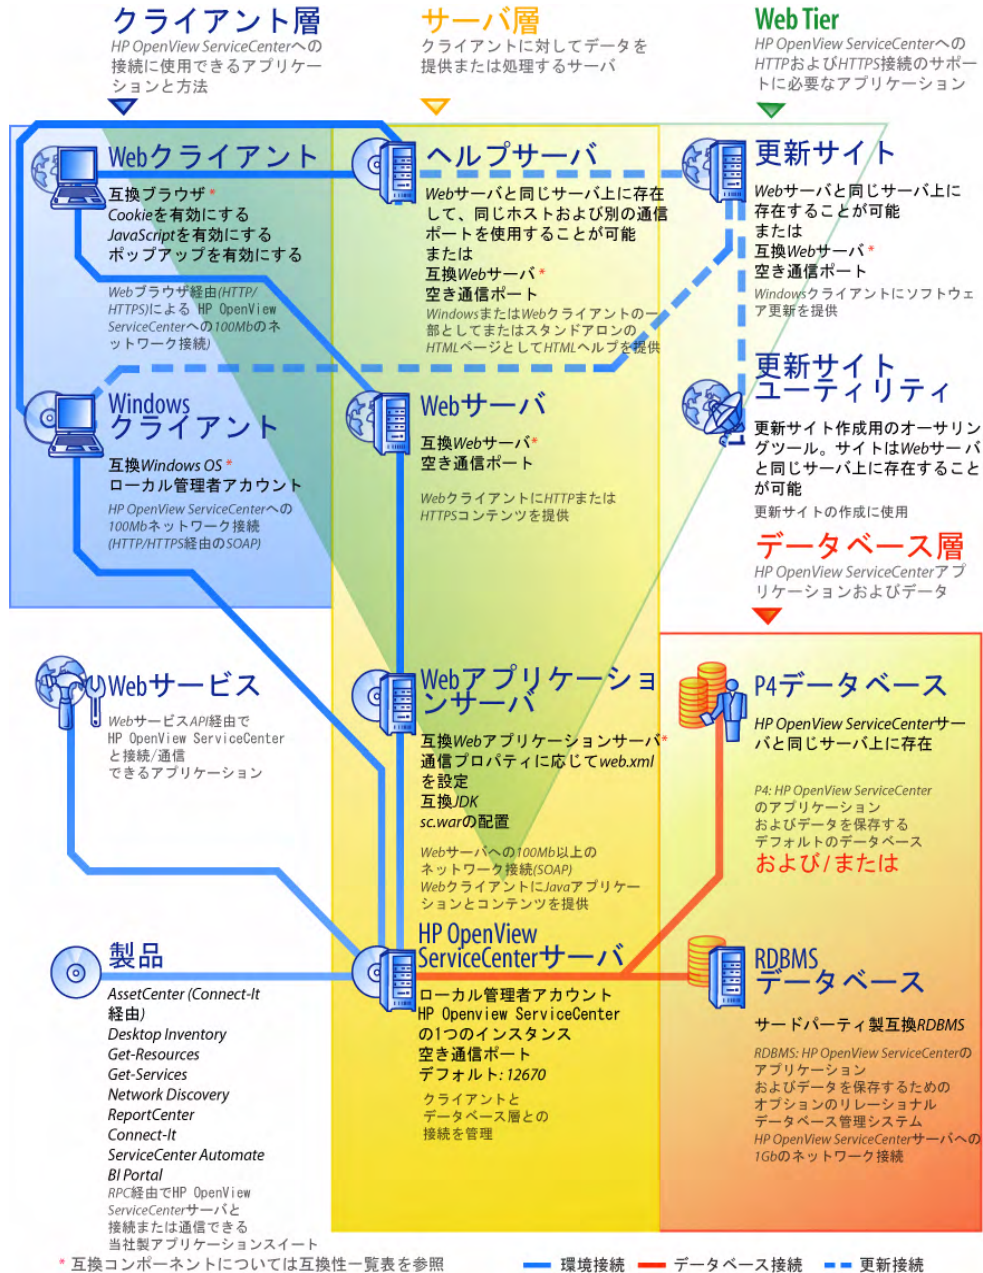 クライアント層
HP OpenView ServiceCenterへの
接続に使用できるアプリケー
ションと方法
サーバ層
クライアントに対してデータを
提供または処理するサーバ
Web Tier
HP OpenView ServiceCenterへの
HTTPおよびHTTPS接続のサポー
トに必要なアプリケーション
Webクライアント
互換ブラウザ*
Cookieを有効にする
JavaScriptを有効にする
ポップアップを有効にする
Webブラウザ経由(HTTP/
HTTPS)による HP OpenView
ServiceCenterへの100Mbのネ
ットワーク接続)
ヘルプサーバ
Webサーバと同じサーバ上に存在
して、同じホストおよび別の通信
ポートを使用することが可能
または
互換Webサーバ*
空き通信ポート
WindowsまたはWebクライアントの一
部としてまたはスタンドアロンの
HTMLページとしてHTMLヘルプを提供
更新サイト
Webサーバと同じサーバ上に
存在することが可能
または
互換Webサーバ*
空き通信ポート
Windowsクライアントにソフトウェ
ア更新を提供
Windows
クライアント
互換Windows OS *
ローカル管理者アカウント
HP OpenView ServiceCenterへの
100Mbネットワーク接続
(HTTP/HTTPS経由のSOAP)
Webサーバ
互換Webサーバ*
空き通信ポート
WebクライアントにHTTPまたは
HTTPSコンテンツを提供
更新サイト
ユーティリティ
更新サイト作成用のオーサリン
グツール。サイトはWebサーバ
と同じサーバ上に存在すること
が可能
更新サイトの作成に使用
データベース層
HP OpenView ServiceCenterアプ
リケーションおよびデータ
Webサービス
WebサービスAPI経由で
HP OpenView ServiceCenter
と接続/通信
できるアプリケーション
Webアプリケーショ
ンサーバ
互換Webアプリケーションサーバ*
通信プロパティに応じてweb.xml
を設定
互換JDK
sc.warの配置
Webサーバへの100Mb以上の
ネットワーク接続(SOAP)
WebクライアントにJavaアプリケー
ションとコンテンツを提供
P4データベース
HP OpenView ServiceCenterサー
バと同じサーバ上に存在
P4: HP OpenView ServiceCenter
のアプリケーション
およびデータを保存する
デフォルトのデータベース
および/または
製品
AssetCenter (Connect-It
経由)
Desktop Inventory
Get-Resources
Get-Services
Network Discovery
ReportCenter
Connect-It
ServiceCenter Automate
BI Portal
RPC経由でHP OpenView
ServiceCenterサーバと
接続または通信できる
当社製アプリケーションスイート
HP OpenView
ServiceCenterサーバ
ローカル管理者アカウント
HP Openview ServiceCenter
の1つのインスタンス
空き通信ポート
デフォルト: 12670
クライアントと
データベース層との
接続を管理
RDBMS
データベース
サードパーティ製互換RDBMS
RDBMS: HP OpenView ServiceCenterの
アプリケーション
およびデータを保存するための
オプションのリレーショナル
データベース管理システム
HP OpenView ServiceCenterサーバへの
1Gbのネットワーク接続
* 互換コンポーネントについては互換性一覧表を参照
環境接続
データベース接続
更新接続